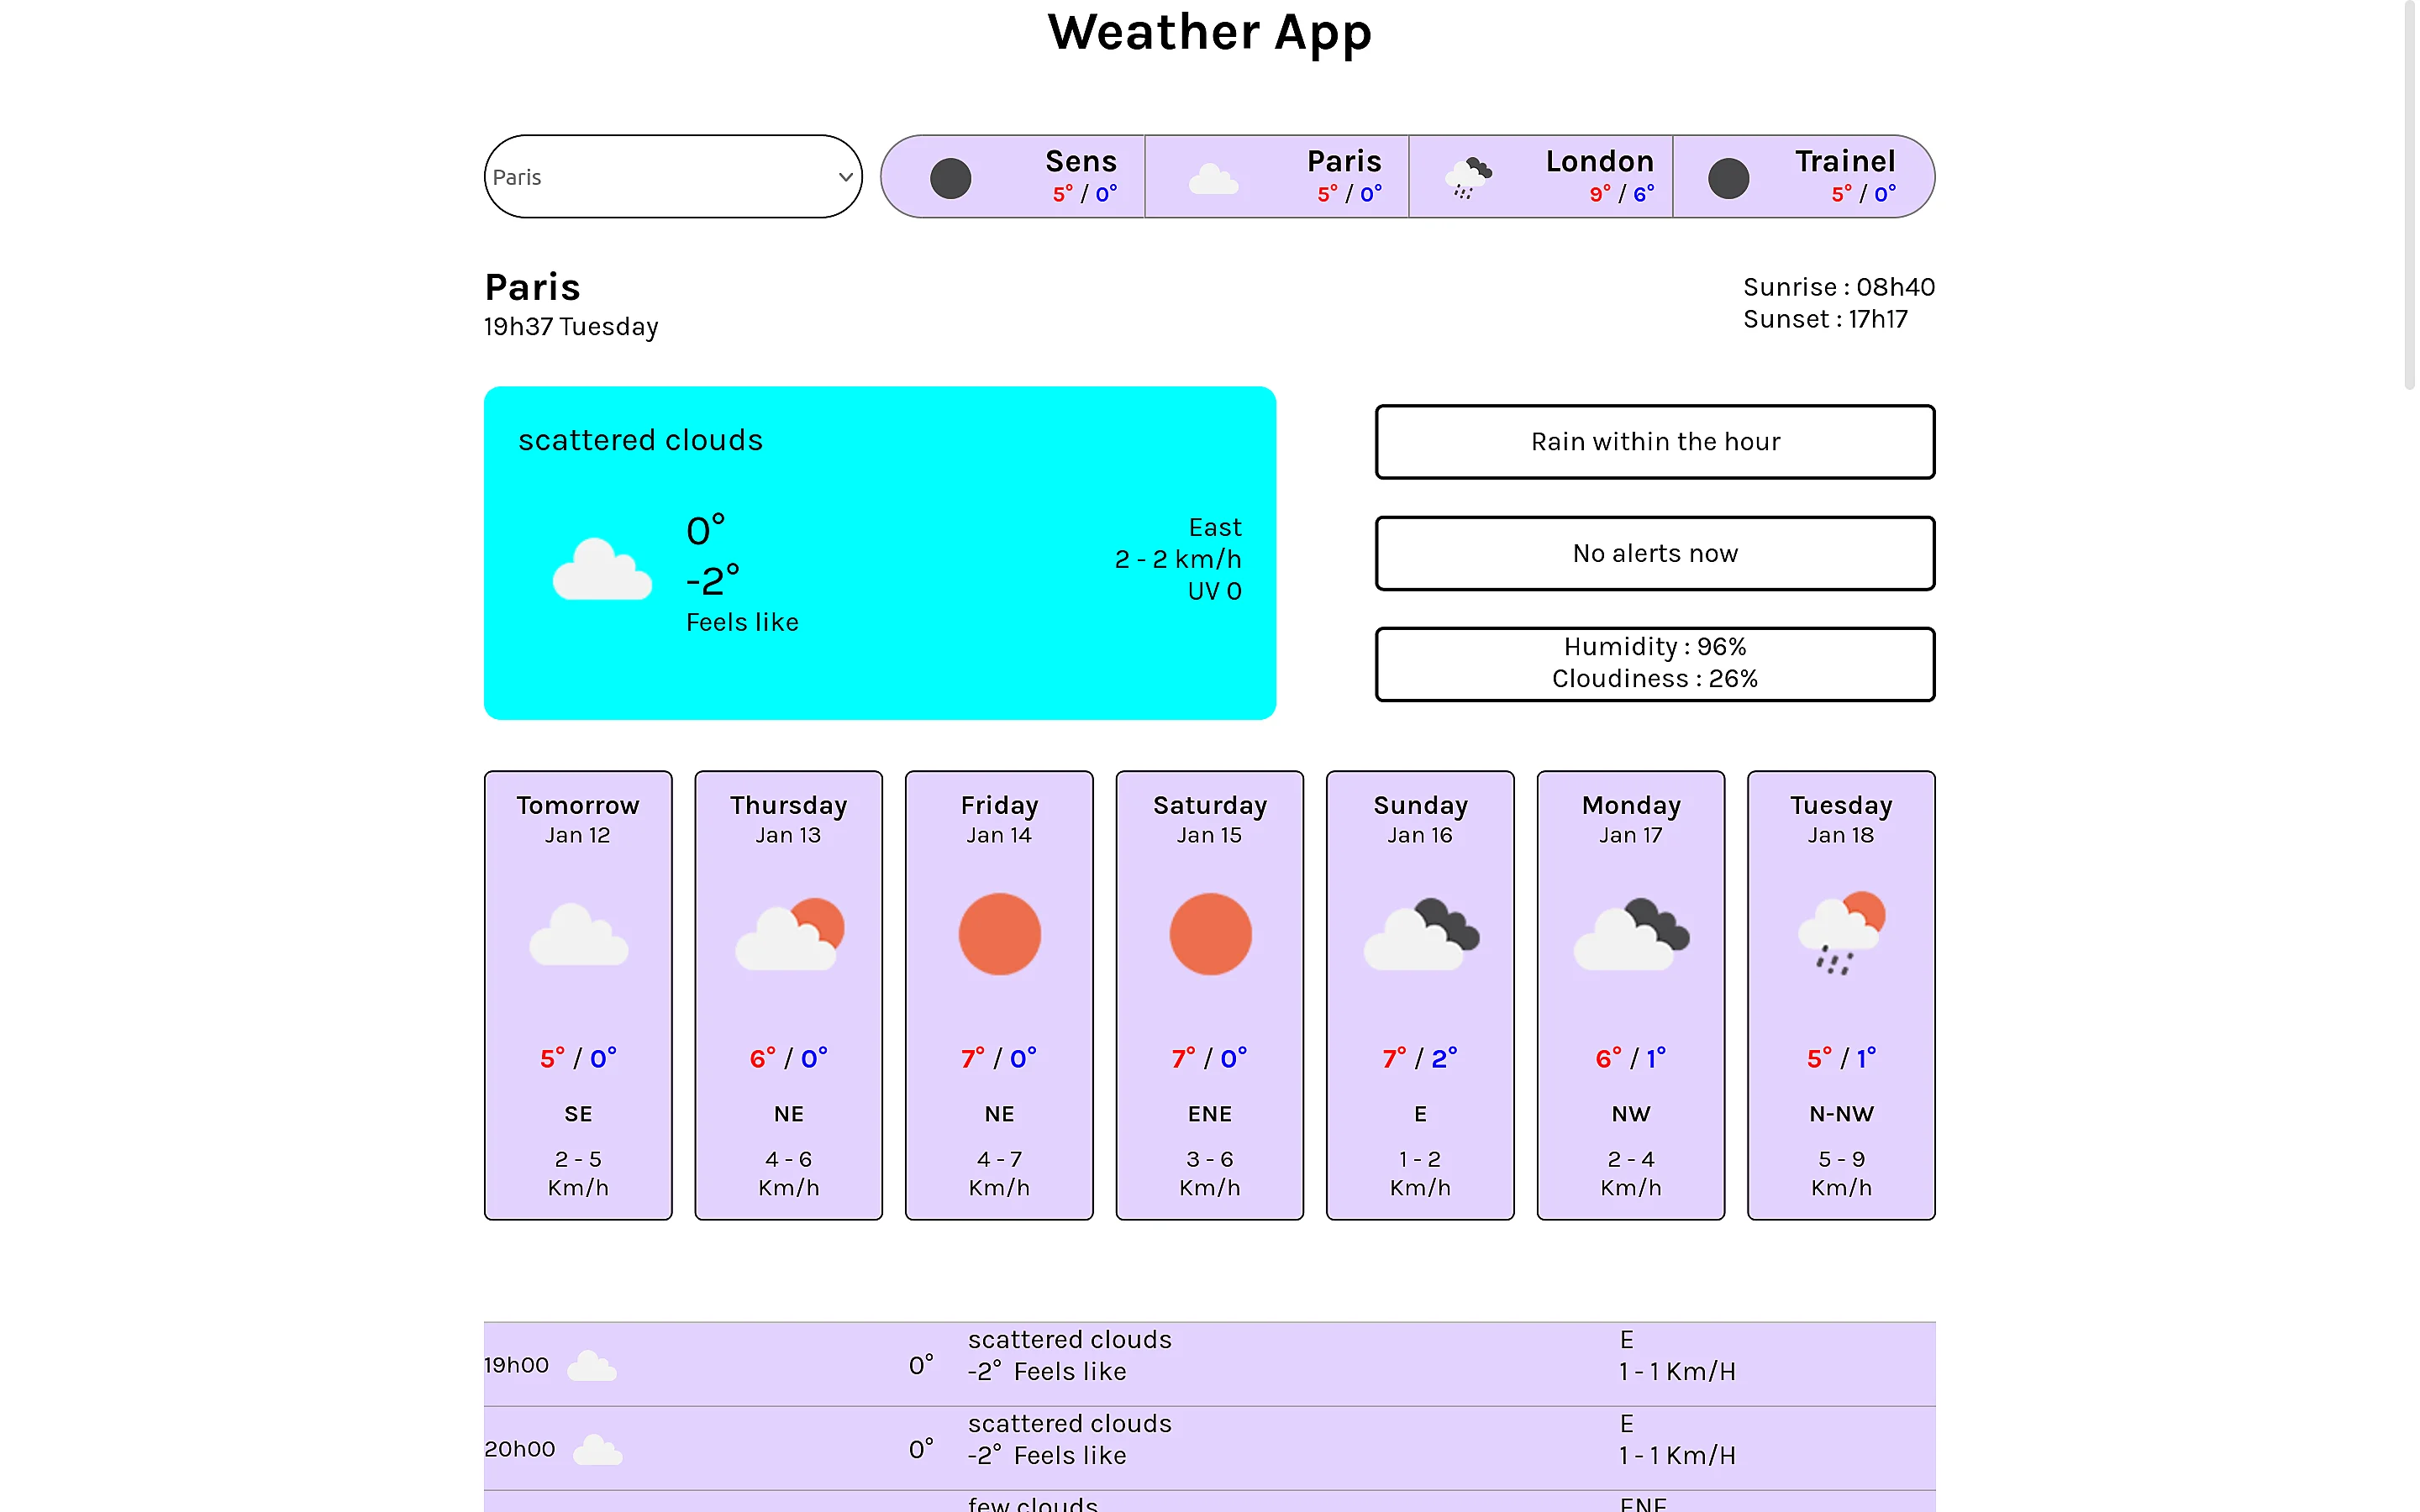 Weather App
Paris
Sens
5° / 0°
Paris
5° / 0°
London
9° / 6°
Trainel
5° / 0°
Paris
19h37 Tuesday
Sunrise : 08h40
Sunset : 17h17
scattered clouds
0°
-2°
Feels like
East
2 - 2 km/h
UV 0
Rain within the hour
No alerts now
Humidity : 96%
Cloudiness : 26%
Tomorrow
Jan 12
5° / 0°
SE
2 - 5
Km/h
Thursday
Jan 13
6° / 0°
NE
4 - 6
Km/h
Friday
Jan 14
7° / 0°
NE
4 - 7
Km/h
Saturday
Jan 15
7° / 0°
ENE
3 - 6
Km/h
Sunday
Jan 16
7° / 2°
E
1 - 2
Km/h
Monday
Jan 17
6° / 1°
NW
2 - 4
Km/h
Tuesday
Jan 18
5° / 1°
N-NW
5 - 9
Km/h
19h00
0°
scattered clouds
-2° Feels like
E
1 - 1 Km/H
20h00
0°
scattered clouds
-2° Feels like
E
1 - 1 Km/H
few clouds
ENE